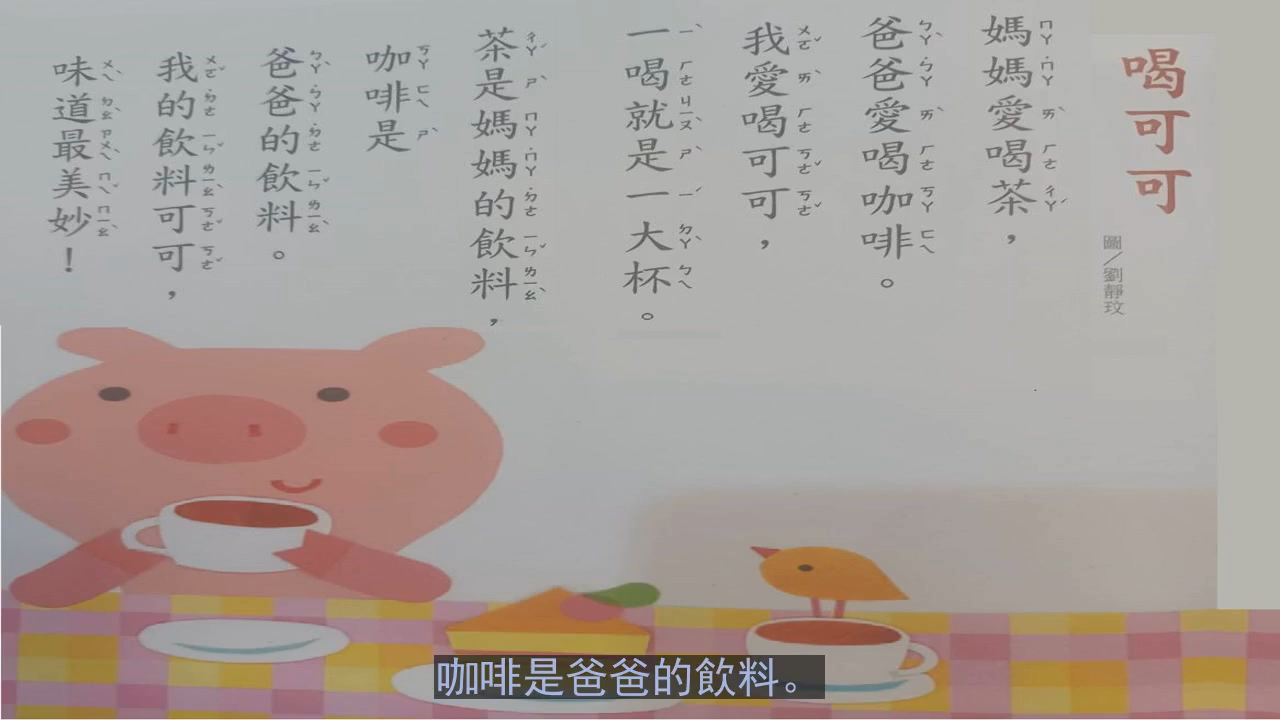 喝可可
圖／劉靜玟
媽媽愛喝茶，
爸爸愛喝咖啡。
我愛喝可可，
一喝就是一大杯。
茶是媽媽的飲料，
咖啡是
爸爸的飲料。
我的飲料可可，
味道最美妙！
咖啡是爸爸的飲料。